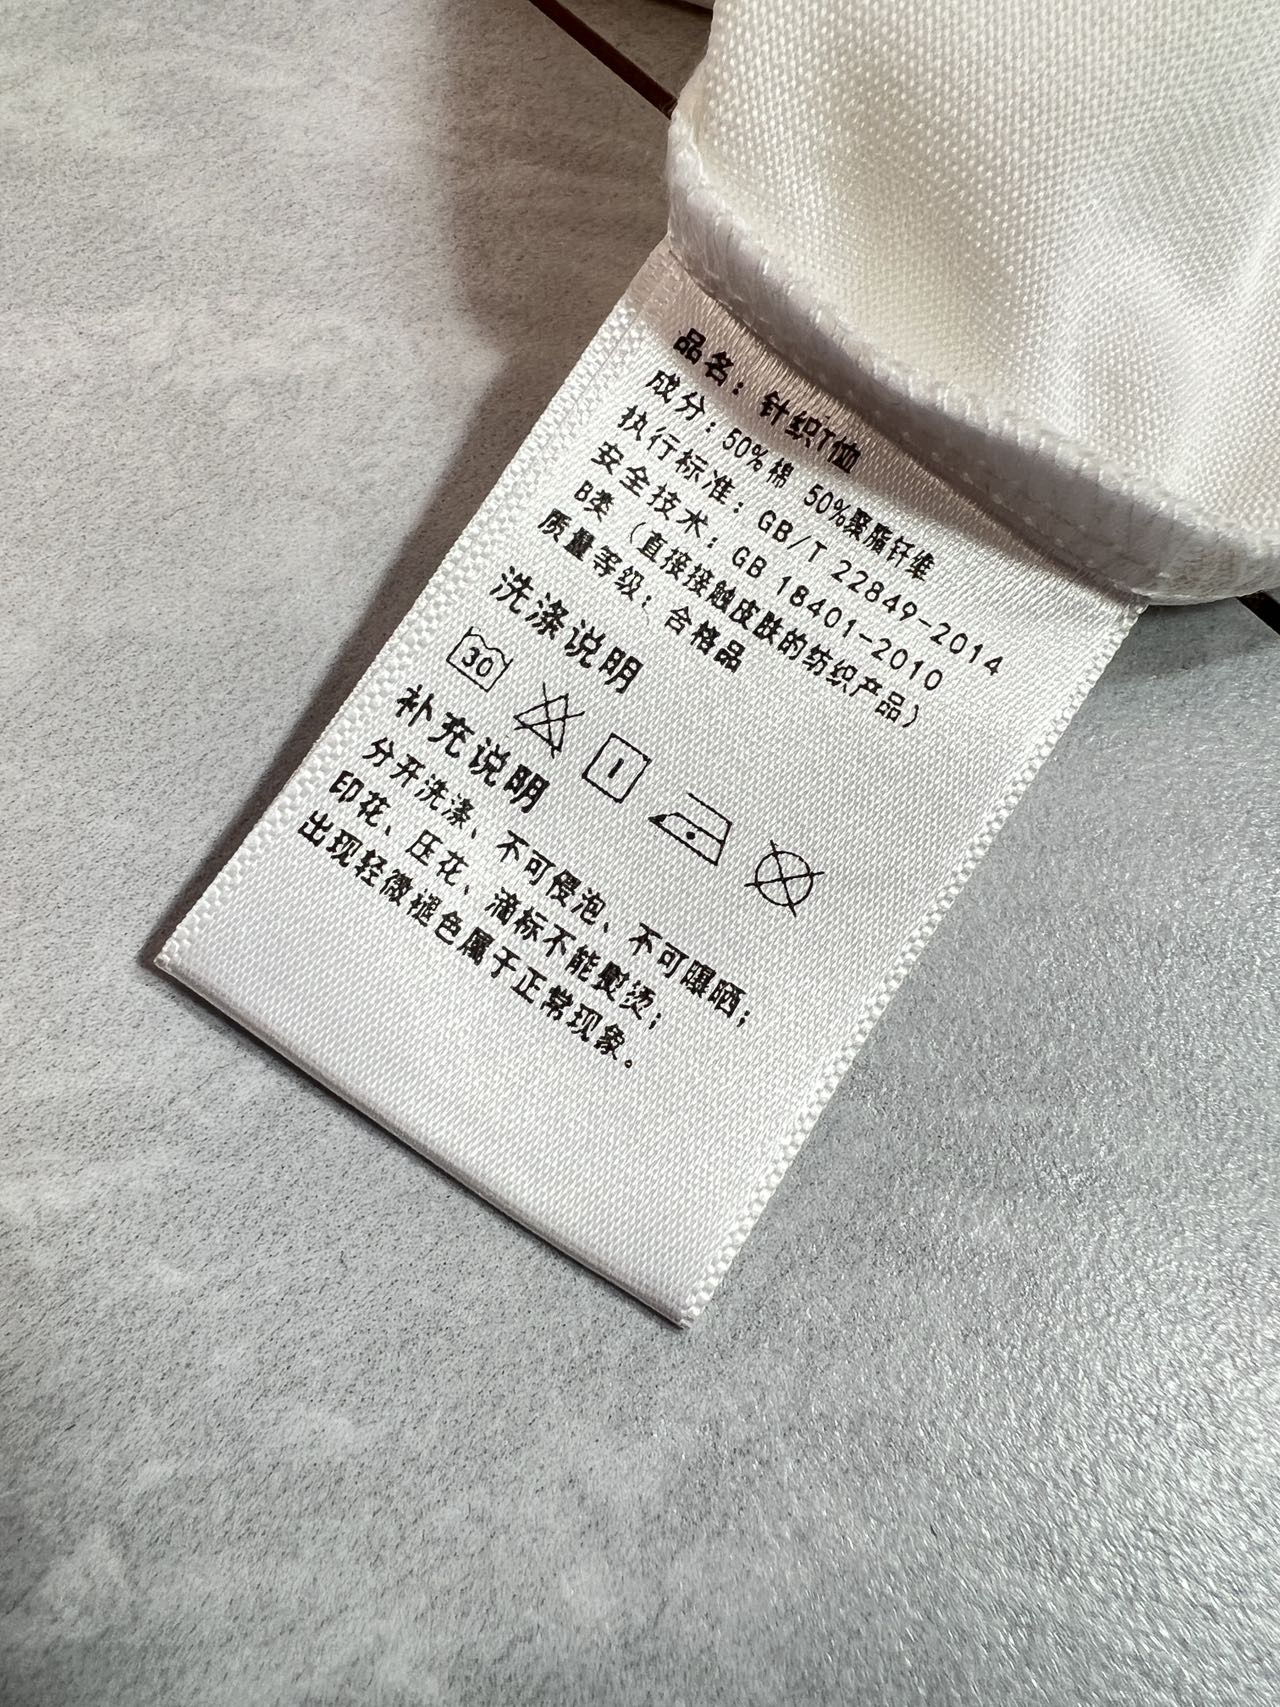 品名：针织T恤
成分：50%棉 50%聚脂钎维
执行标准：GB/T 22849-2014
安全技术：GB 18401-2010
B类（直接接触皮肤的纺织产品）
质量等级：合格品
洗涤说明
30
补充说明
分开洗涤、不可侵泡、不可曝晒；
印花、压花、滴标不能熨烫；
出现轻微褪色属于正常现象。